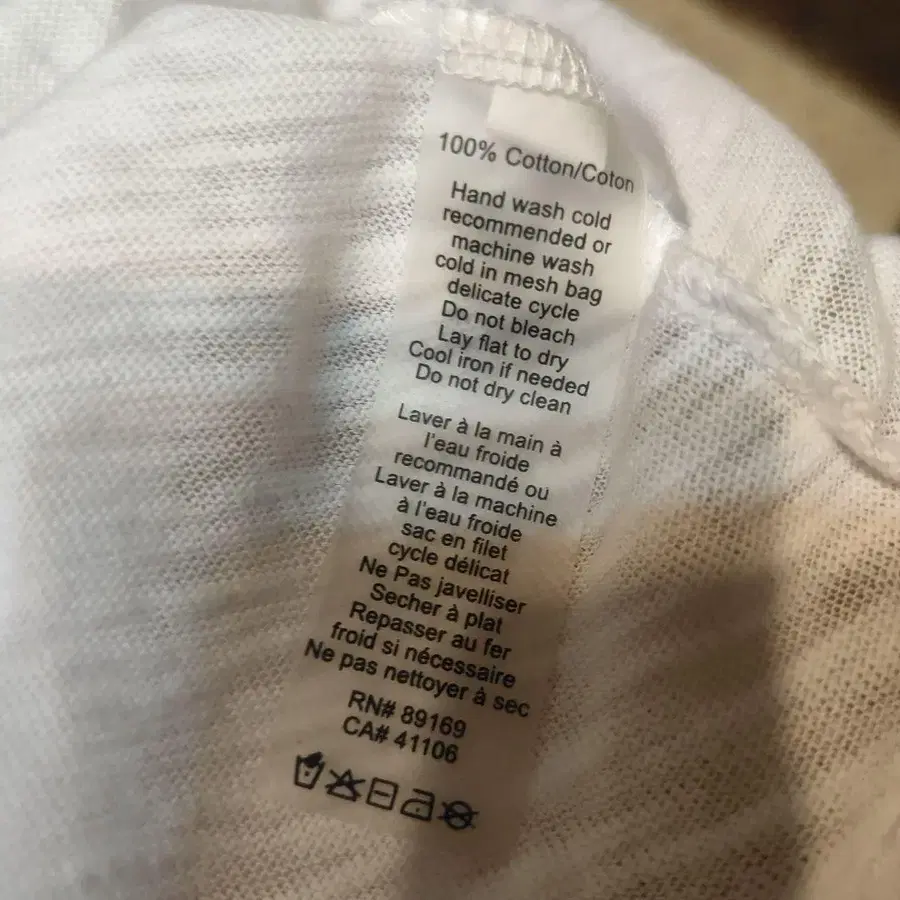 100% Cotton/Coton
Hand wash cold
recommended or
machine wash
cold in mesh bag
delicate cycle
Do not bleach
Lay flat to dry
Cool iron if needed
Do not dry clean
Laver à la main à
l'eau froide
recommandé ou
Laver à la machine
à l'eau froide
sac en filet
cycle délicat
Ne Pas javelliser
Secher à plat
Repasser au fer
froid si nécessaire
Ne pas nettoyer à sec
RN# 89169
CA# 41106